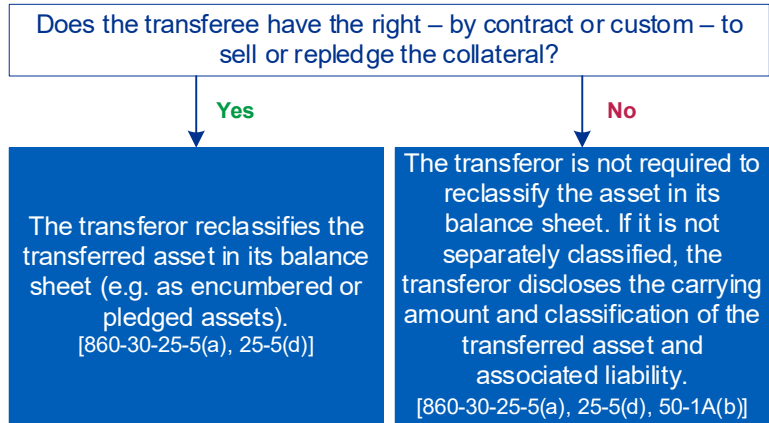 Does the transferee have the right – by contract or custom – to
sell or repledge the collateral?
Yes
No
The transferor reclassifies the
transferred asset in its balance
sheet (e.g. as encumbered or
pledged assets).
[860-30-25-5(a), 25-5(d)]
The transferor is not required to
reclassify the asset in its
balance sheet. If it is not
separately classified, the
transferor discloses the carrying
amount and classification of the
transferred asset and
associated liability.
[860-30-25-5(a), 25-5(d), 50-1A(b)]